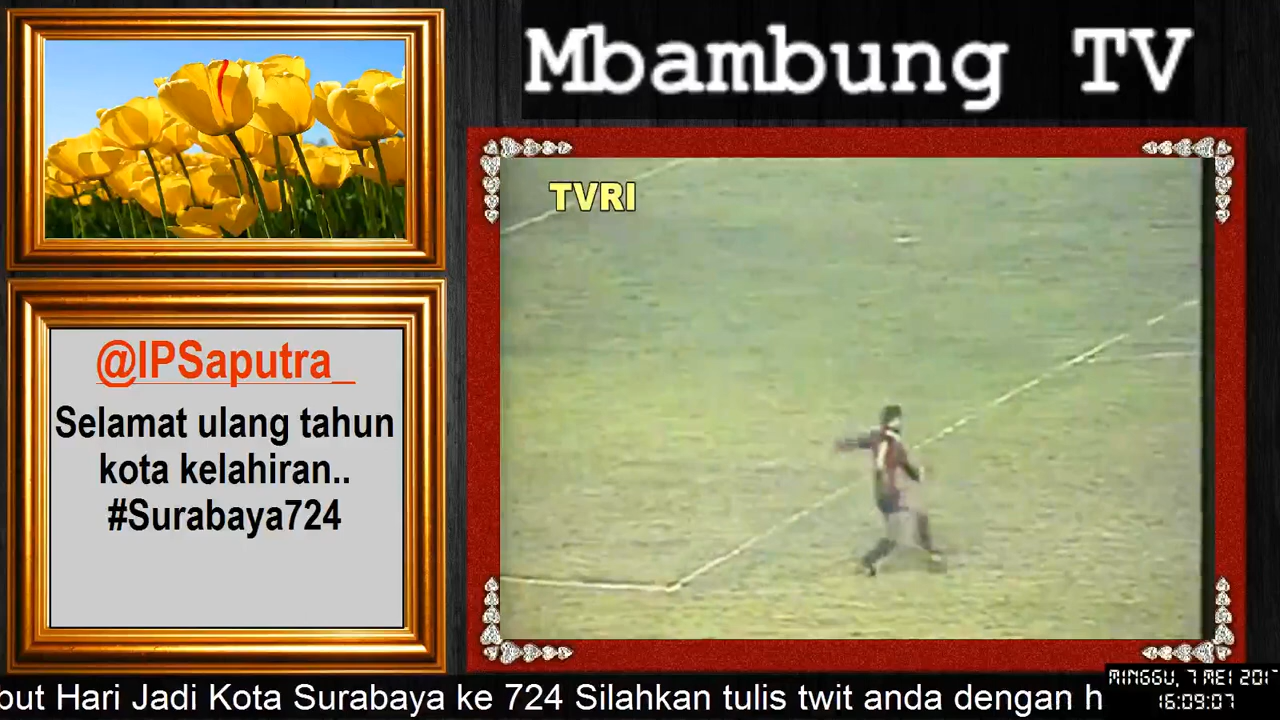 Mbambung TV
TVRI
@IPSaputra_
Selamat ulang tahun
kota kelahiran..
#Surabaya724
but Hari Jadi Kota Surabaya ke 724 Silahkan tulis twit anda dengan h
MINGGU, 7 MEI 2017
16:09:07